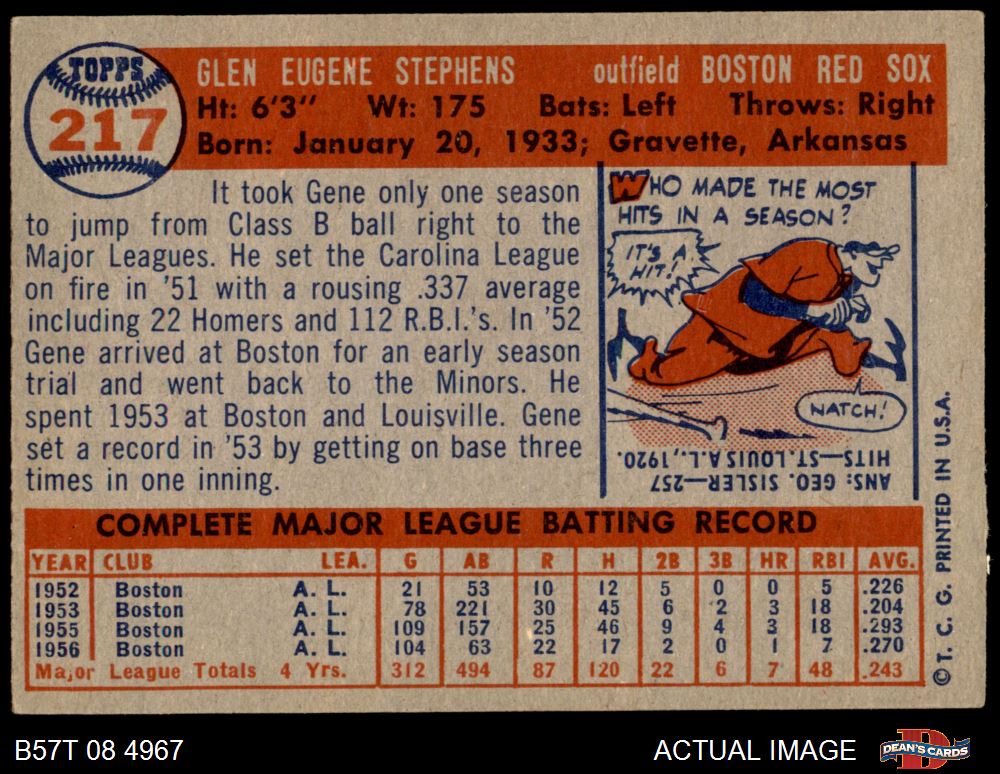 TOPPS
217
GLEN EUGENE STEPHENS outfield BOSTON RED SOX
Ht: 6'3" Wt: 175 Bats: Left Throws: Right
Born: January 20, 1933; Gravette, Arkansas
It took Gene only one season
to jump from Class B ball right to the
Major Leagues. He set the Carolina League
on fire in '51 with a rousing .337 average
including 22 Homers and 112 R.B.I.'s. In '52
Gene arrived at Boston for an early season
trial and went back to the Minors. He
spent 1953 at Boston and Louisville. Gene
set a record in '53 by getting on base three
times in one inning.
WHO MADE THE MOST
HITS IN A SEASON?
IT'S A
HIT!
NATCH!
ANS: GEO. SISLER—257
HITS—ST. LOUIS A.L., 1920.
COMPLETE MAJOR LEAGUE BATTING RECORD
YEAR CLUB LEA. G AB R H 2B 3B HR RBI AVG.
1952 Boston A. L. 21 53 10 12 5 0 0 5 .226
1953 Boston A. L. 78 221 30 45 6 2 3 18 .204
1955 Boston A. L. 109 157 25 46 9 4 3 18 .293
1956 Boston A. L. 104 63 22 17 2 0 1 7 .270
Major League Totals 4 Yrs. 312 494 87 120 22 6 7 48 .243
© T. C. G. PRINTED IN U.S.A.
B57T 08 4967
ACTUAL IMAGE
DEAN'S CARDS